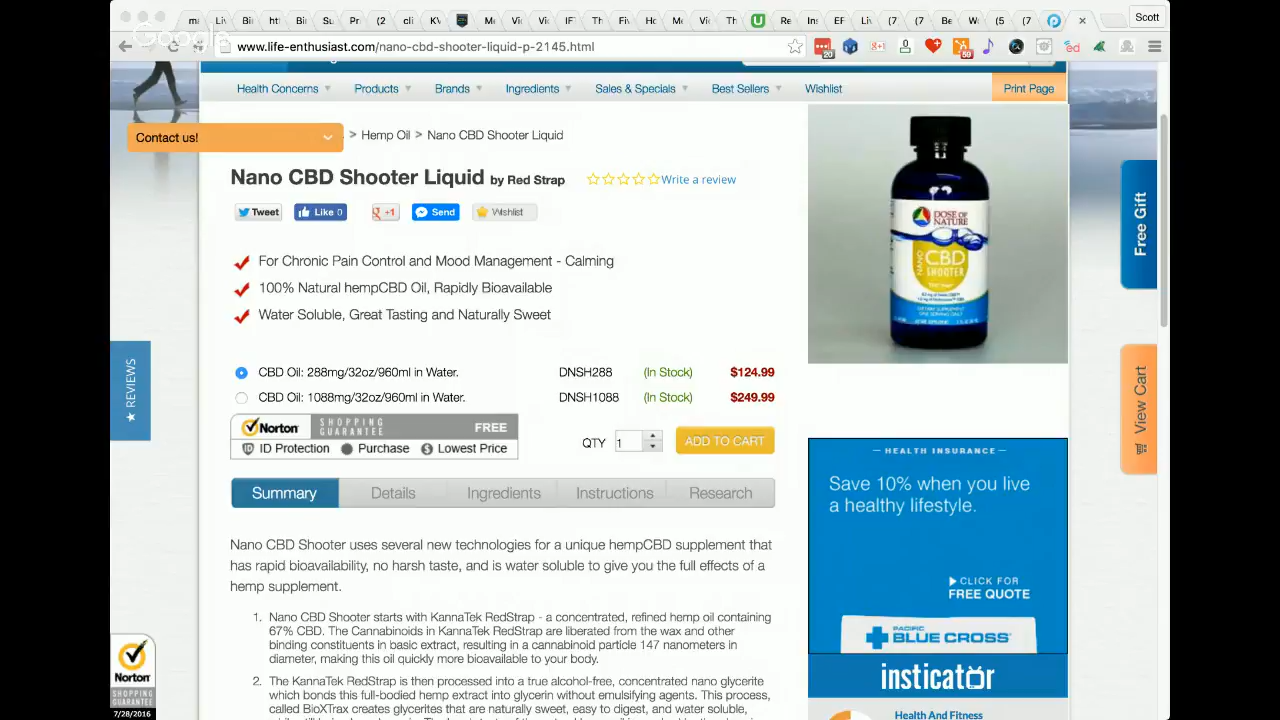 Scott
Google
www.life-enthusiast.com/nano-cbd-shooter-liquid-p-2145.html
Health Concerns Products Brands Ingredients Sales & Specials Best Sellers Wishlist Print Page
Contact us!
> Hemp Oil > Nano CBD Shooter Liquid
Nano CBD Shooter Liquid by Red Strap
Write a review
Tweet Like 0 +1 Send Wishlist
For Chronic Pain Control and Mood Management - Calming
100% Natural hempCBD Oil, Rapidly Bioavailable
Water Soluble, Great Tasting and Naturally Sweet
DOSE OF
NATURE
NANO
CBD
SHOOTER
Free Gift
CBD Oil: 288mg/32oz/960ml in Water. DNSH288 (In Stock) $124.99
CBD Oil: 1088mg/32oz/960ml in Water. DNSH1088 (In Stock) $249.99
★ REVIEWS
View Cart
Norton SHOPPING GUARANTEE FREE
ID Protection Purchase Lowest Price
QTY 1 ADD TO CART
Summary Details Ingredients Instructions Research
— HEALTH INSURANCE —
Save 10% when you live
a healthy lifestyle.
CLICK FOR
FREE QUOTE
PACIFIC
BLUE CROSS
insticator
Health And Fitness
Nano CBD Shooter uses several new technologies for a unique hempCBD supplement that
has rapid bioavailability, no harsh taste, and is water soluble to give you the full effects of a
hemp supplement.
1. Nano CBD Shooter starts with KannaTek RedStrap - a concentrated, refined hemp oil containing
67% CBD. The Cannabinoids in KannaTek RedStrap are liberated from the wax and other
binding constituents in basic extract, resulting in a cannabinoid particle 147 nanometers in
diameter, making this oil quickly more bioavailable to your body.
2. The KannaTek RedStrap is then processed into a true alcohol-free, concentrated nano glycerite
which bonds this full-bodied hemp extract into glycerin without emulsifying agents. This process,
called BioXTrax creates glycerites that are naturally sweet, easy to digest, and water soluble,
Norton
SHOPPING
GUARANTEE
7/28/2016